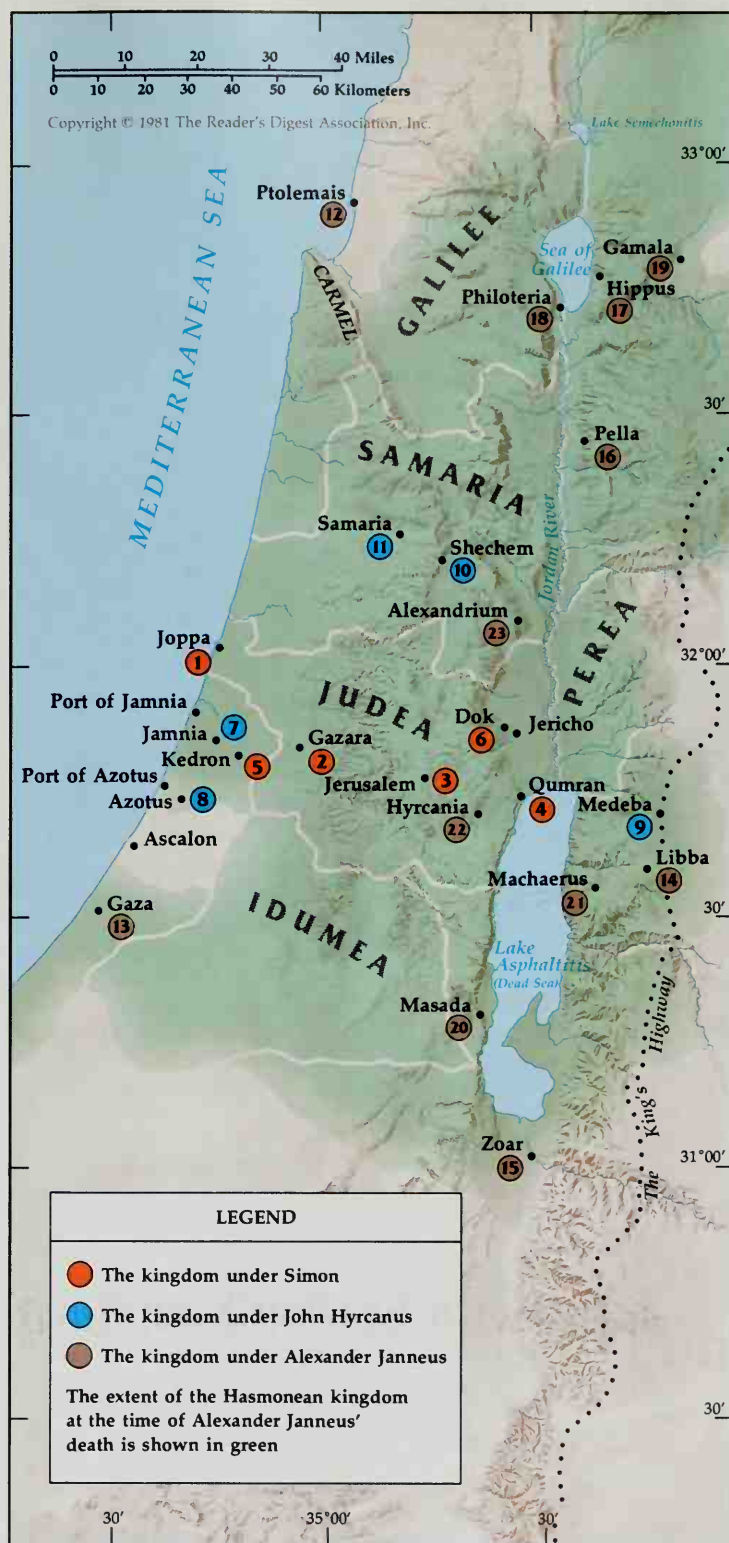 0 10 20 30 40 Miles
0 10 20 30 40 50 60 Kilometers
Copyright © 1981 The Reader's Digest Association, Inc.
Lake Semechonitis
33°00'
MEDITERRANEAN SEA
Ptolemais
12
GALILEE
Sea of
Galilee
Gamala
19
Hippus
17
CARMEL
Philoteria
18
30'
Pella
16
SAMARIA
Samaria
11
Shechem
10
Jordan River
Alexandrium
23
PEREA
Joppa
1
32°00'
Port of Jamnia
JUDEA
7
Jamnia
Dok
6
Jericho
Gazara
2
Kedron
5
Port of Azotus
Jerusalem
3
Azotus
8
Qumran
4
Medeba
9
Hyrcania
22
Ascalon
Libba
14
Machaerus
21
Gaza
13
30'
IDUMEA
Lake
Asphaltitis
(Dead Sea)
Masada
20
The King's Highway
Zoar
15
31°00'
LEGEND
The kingdom under Simon
The kingdom under John Hyrcanus
The kingdom under Alexander Janneus
The extent of the Hasmonean kingdom
at the time of Alexander Janneus'
death is shown in green
30'
30' 35°00' 30'